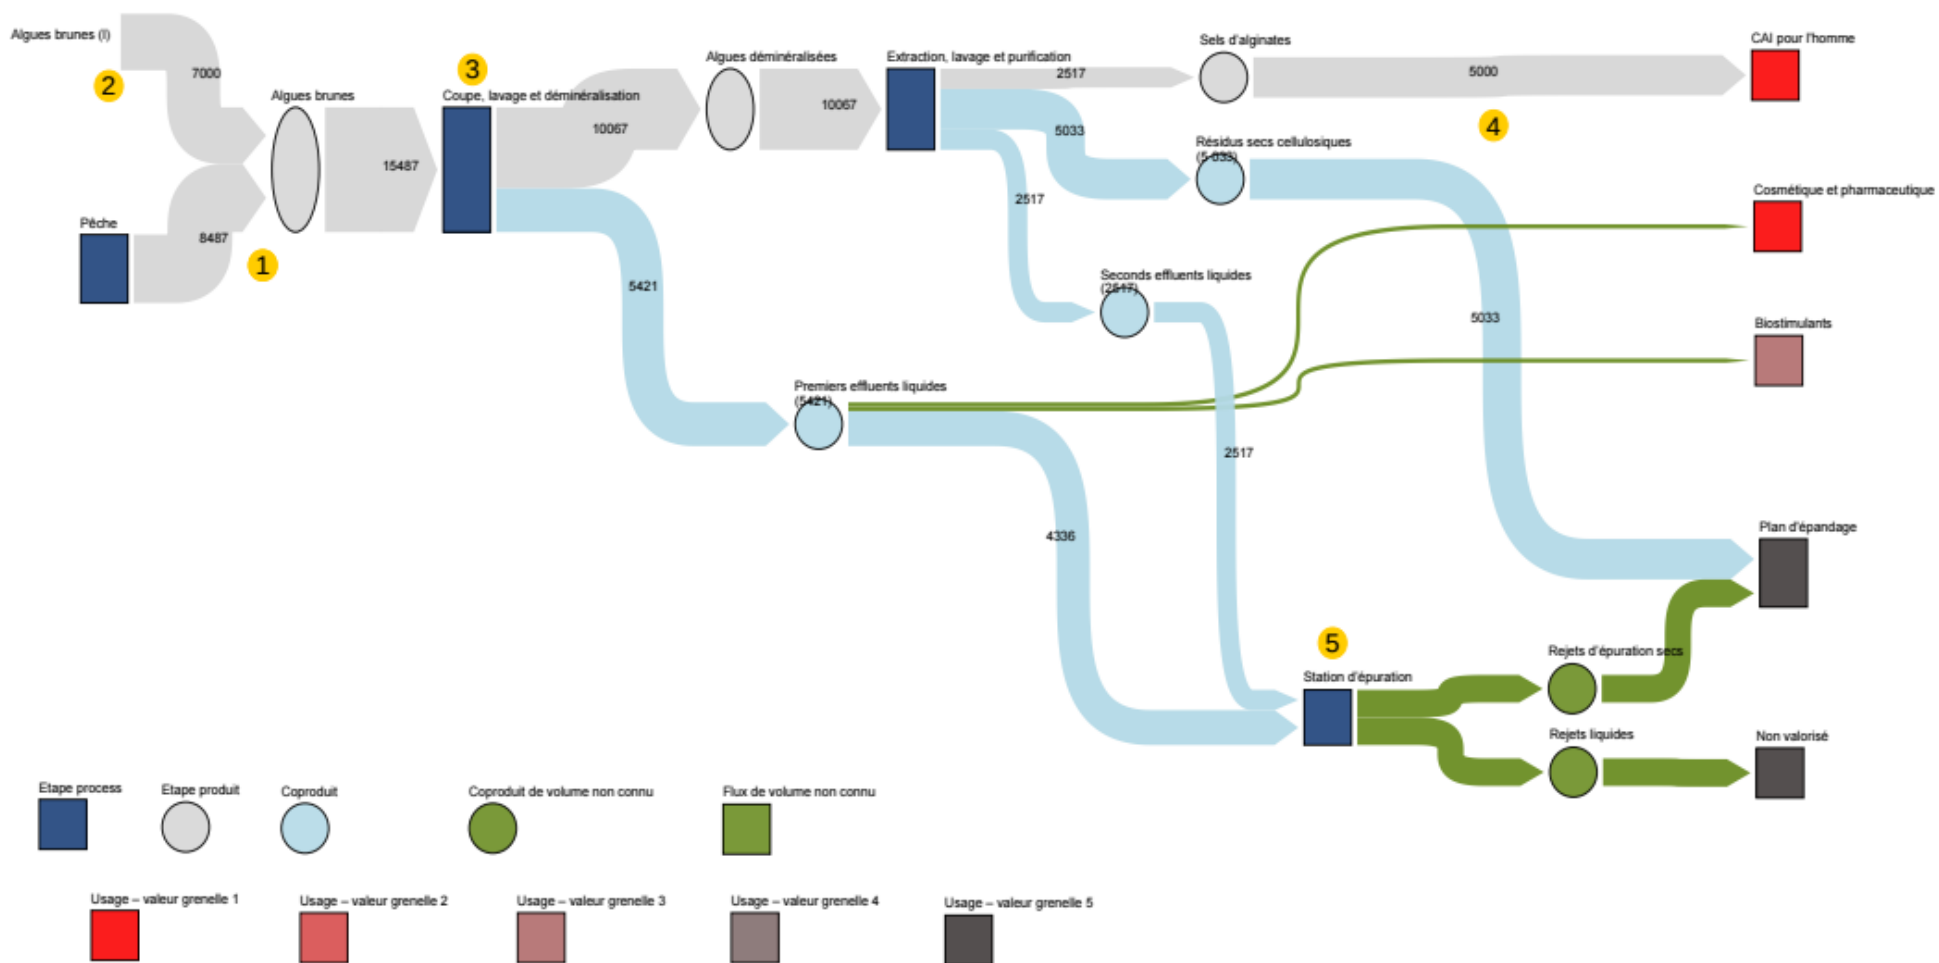 Algues brunes (I)
2
7000
Algues brunes
3
Coupe, lavage et déminéralisation
15487
Pêche
8487
1
10067
5421
Algues déminéralisées
10067
Extraction, lavage et purification
2517
5033
2517
Sels d'alginates
5000
4
CAI pour l'homme
Résidus secs cellulosiques
(5 033)
Cosmétique et pharmaceutique
Seconds effluents liquides
(2517)
5033
Biostimulants
Premiers effluents liquides
(5421)
2517
4336
Plan d'épandage
5
Station d'épuration
Rejets d'épuration secs
Rejets liquides
Non valorisé
Etape process
Etape produit
Coproduit
Coproduit de volume non connu
Flux de volume non connu
Usage – valeur grenelle 1
Usage – valeur grenelle 2
Usage – valeur grenelle 3
Usage – valeur grenelle 4
Usage – valeur grenelle 5